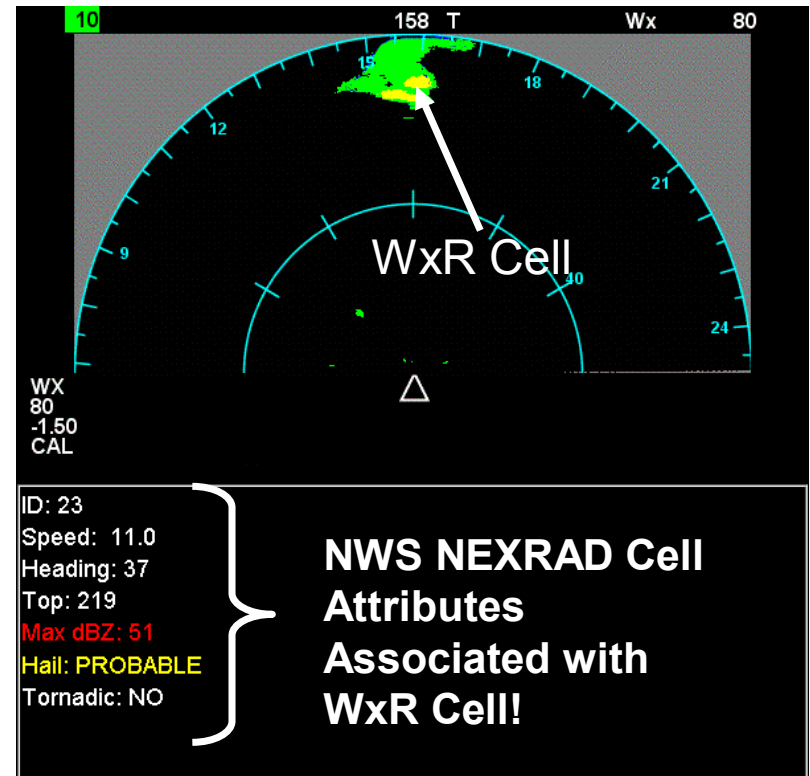 10 158 T Wx 80
15
18
12
21
WxR Cell
9
40
24
WX
80
-1.50
CAL
ID: 23
Speed: 11.0
Heading: 37
Top: 219
Max dBZ: 51
Hail: PROBABLE
Tornadic: NO
NWS NEXRAD Cell
Attributes
Associated with
WxR Cell!